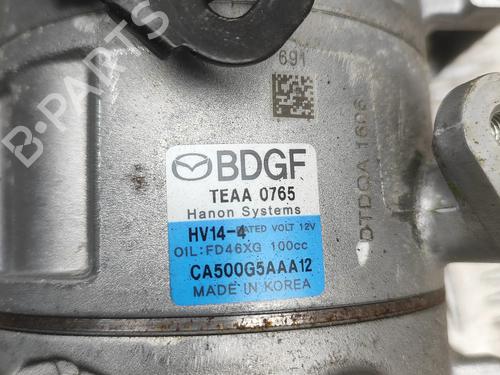 B-PARTS
691
DTDQA 1606
BDGF
TEAA 0765
Hanon Systems
HV14-4 RATED VOLT 12V
OIL:FD46XG 100cc
CA500G5AAA12
MADE IN KOREA